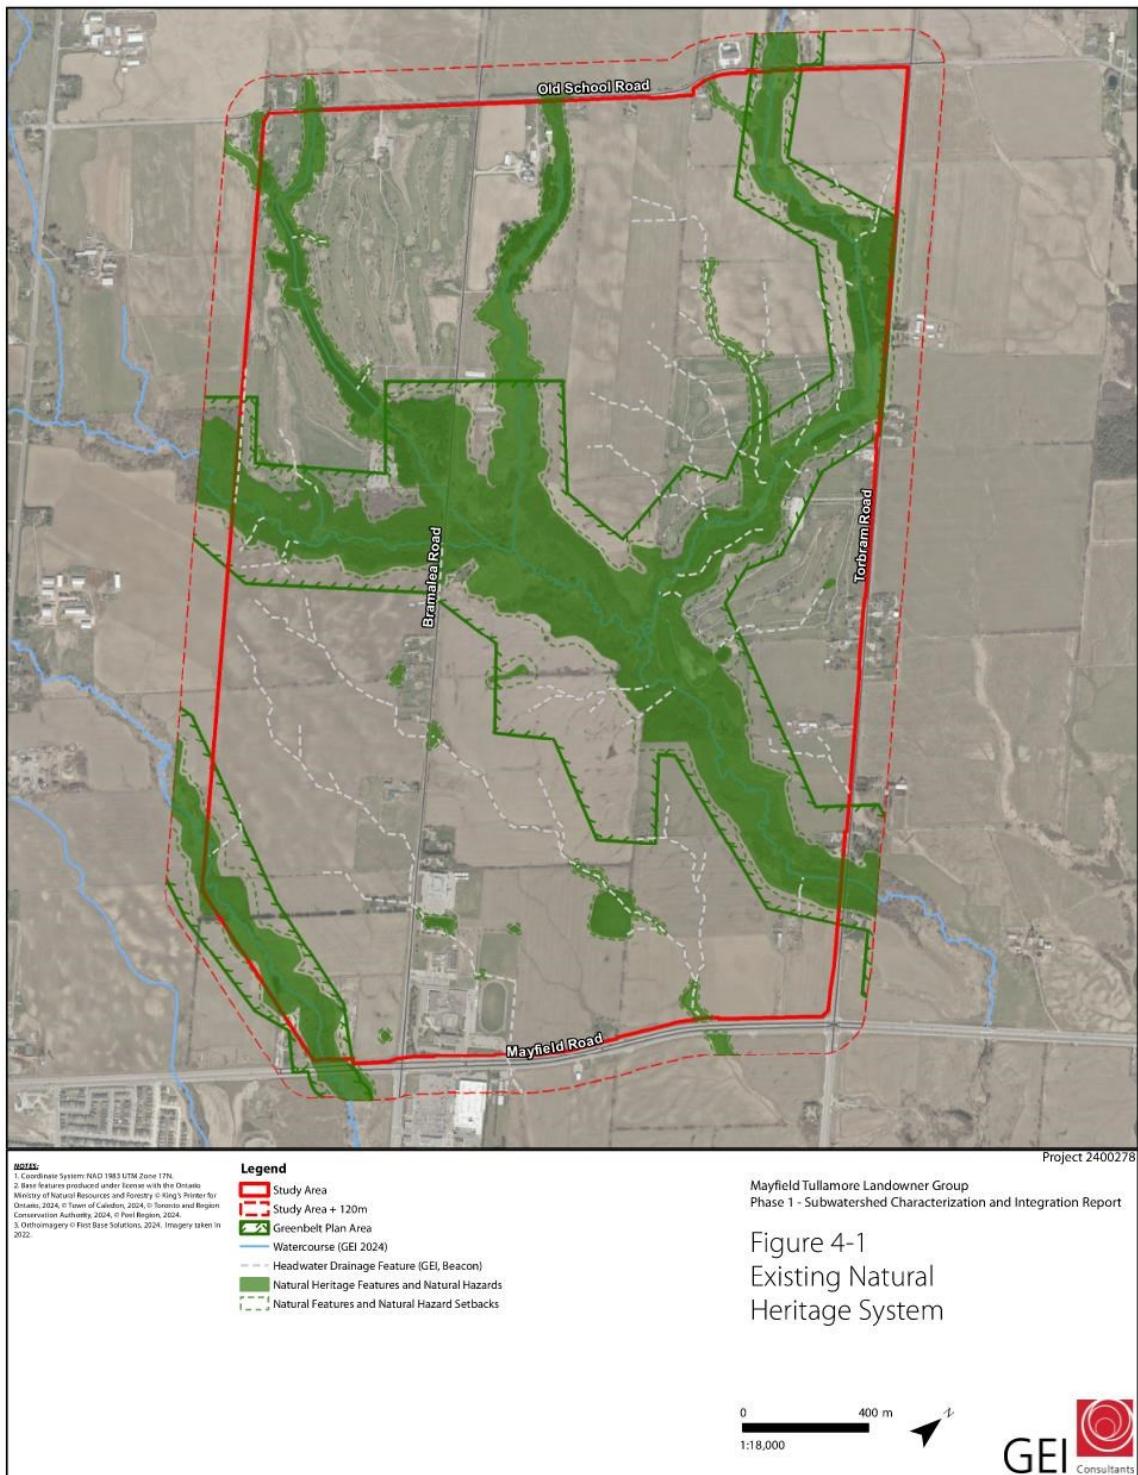 Old School Road
Bramalea Road
Torbram Road
Mayfield Road
Project 2400278
NOTES:
1. Coordinate System: NAD 1983 UTM Zone 17N.
2. Base features produced under license with the Ontario
Ministry of Natural Resources and Forestry © King's Printer for
Ontario, 2024, © Town of Caledon, 2024, © Toronto and Region
Conservation Authority, 2024, © Peel Region, 2024.
3. Orthoimagery © First Base Solutions, 2024. Imagery taken in
2022.
Legend
Study Area
Study Area + 120m
Greenbelt Plan Area
Watercourse (GEI 2024)
Headwater Drainage Feature (GEI, Beacon)
Natural Heritage Features and Natural Hazards
Natural Features and Natural Hazard Setbacks
Mayfield Tullamore Landowner Group
Phase 1 - Subwatershed Characterization and Integration Report
Figure 4-1
Existing Natural
Heritage System
0 400 m
1:18,000
N
GEI Consultants